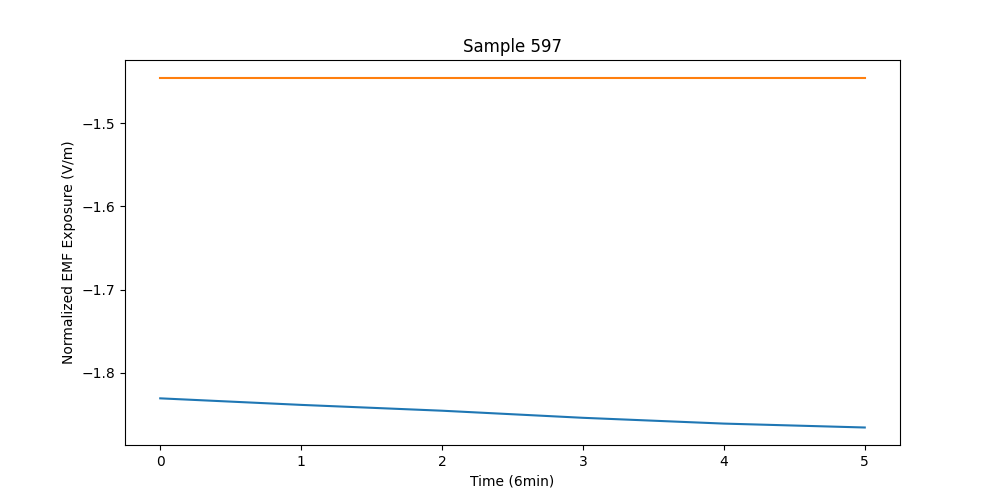 Sample 597
Normalized EMF Exposure (V/m)
−1.5
−1.6
−1.7
−1.8
0 1 2 3 4 5
Time (6min)